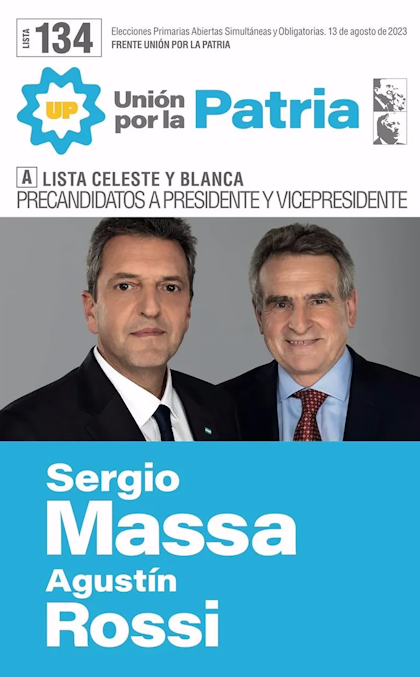 LISTA
134
Elecciones Primarias Abiertas Simultáneas y Obligatorias. 13 de agosto de 2023
FRENTE UNIÓN POR LA PATRIA
UP
Unión
por la Patria
A LISTA CELESTE Y BLANCA
PRECANDIDATOS A PRESIDENTE Y VICEPRESIDENTE
Sergio
Massa
Agustín
Rossi